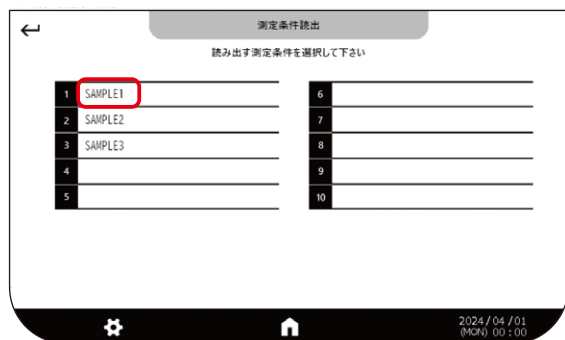 測定条件読出
読み出す測定条件を選択して下さい
1 SAMPLE1
2 SAMPLE2
3 SAMPLE3
4
5
6
7
8
9
10
2024/04/01
(MON) 00:00